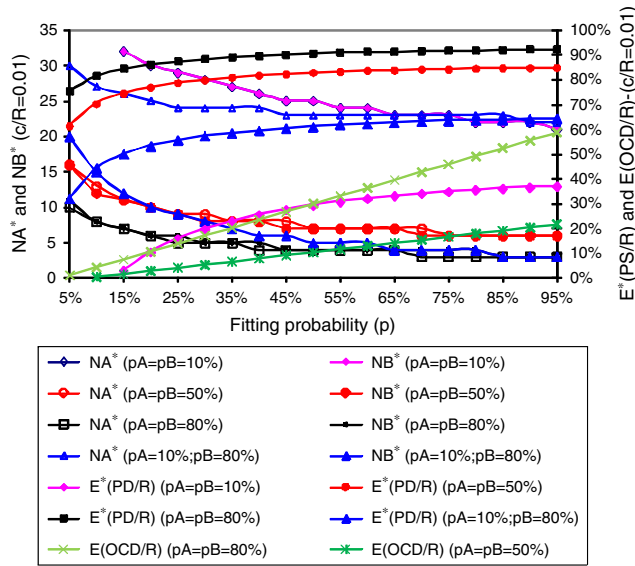 NA* and NB* (c/R=0.01)
35
30
25
20
15
10
5
0
100%
90%
80%
70%
60%
50%
40%
30%
20%
10%
0%
E*(PS/R) and E(OCD/R)-(c/R=0.01)
5% 15% 25% 35% 45% 55% 65% 75% 85% 95%
Fitting probability (p)
NA* (pA=pB=10%) NB* (pA=pB=10%)
NA* (pA=pB=50%) NB* (pA=pB=50%)
NA* (pA=pB=80%) NB* (pA=pB=80%)
NA* (pA=10%;pB=80%) NB* (pA=10%;pB=80%)
E*(PD/R) (pA=pB=10%) E*(PD/R) (pA=pB=50%)
E*(PD/R) (pA=pB=80%) E*(PD/R) (pA=10%;pB=80%)
E(OCD/R) (pA=pB=80%) E(OCD/R) (pA=pB=50%)